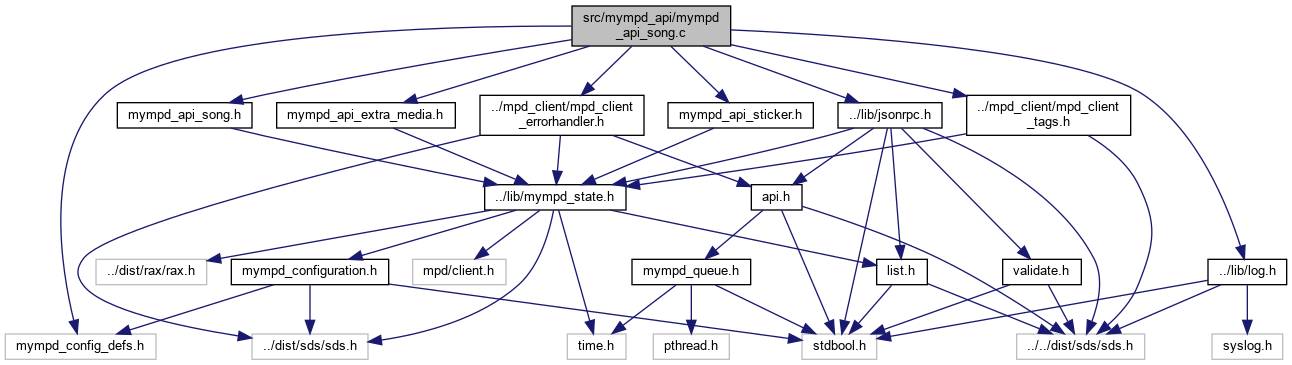 src/mympd_api/mympd
_api_song.c
mympd_api_song.h
mympd_api_extra_media.h
../mpd_client/mpd_client
_errorhandler.h
mympd_api_sticker.h
../lib/jsonrpc.h
../mpd_client/mpd_client
_tags.h
../lib/mympd_state.h
api.h
../dist/rax/rax.h
mympd_configuration.h
mpd/client.h
mympd_queue.h
list.h
validate.h
../lib/log.h
mympd_config_defs.h
../dist/sds/sds.h
time.h
pthread.h
stdbool.h
../../dist/sds/sds.h
syslog.h